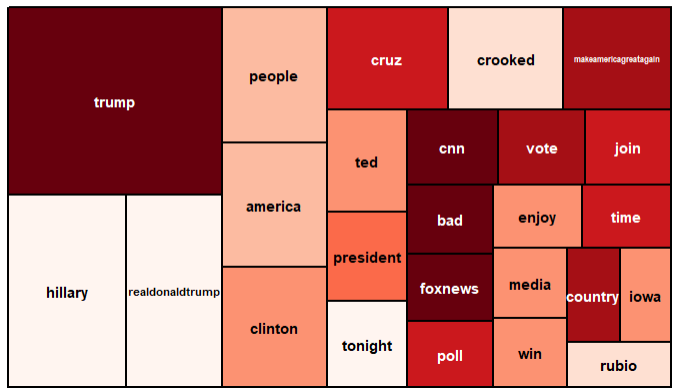 trump
hillary
realdonaldtrump
people
america
clinton
cruz
crooked
makeamericagreatagain
ted
president
tonight
cnn
vote
join
bad
enjoy
time
foxnews
media
country
iowa
poll
win
rubio